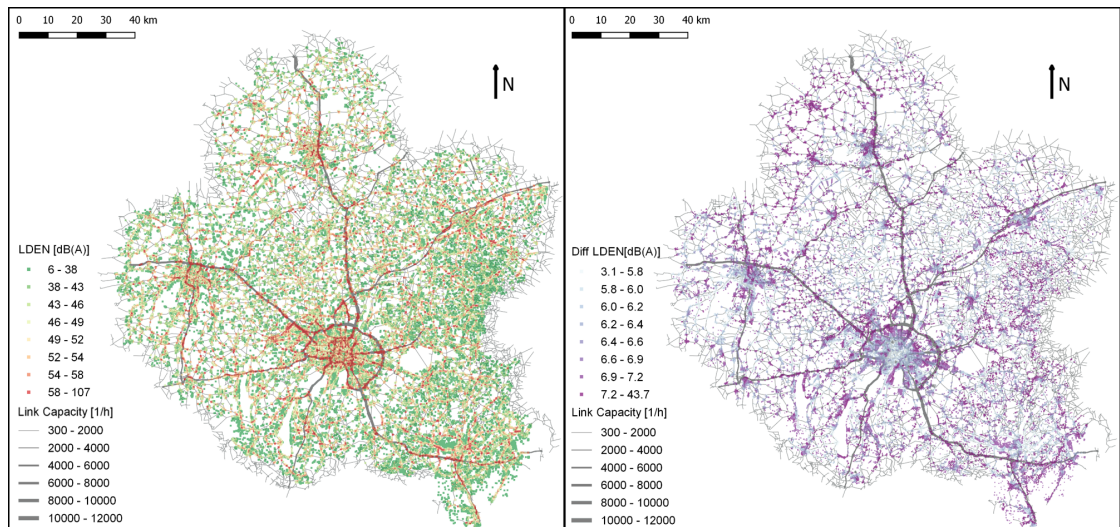 0 10 20 30 40 km
N
LDEN [dB(A)]
6 - 38
38 - 43
43 - 46
46 - 49
49 - 52
52 - 54
54 - 58
58 - 107
Link Capacity [1/h]
300 - 2000
2000 - 4000
4000 - 6000
6000 - 8000
8000 - 10000
10000 - 12000
0 10 20 30 40 km
N
Diff LDEN[dB(A)]
3.1 - 5.8
5.8 - 6.0
6.0 - 6.2
6.2 - 6.4
6.4 - 6.6
6.6 - 6.9
6.9 - 7.2
7.2 - 43.7
Link Capacity [1/h]
300 - 2000
2000 - 4000
4000 - 6000
6000 - 8000
8000 - 10000
10000 - 12000